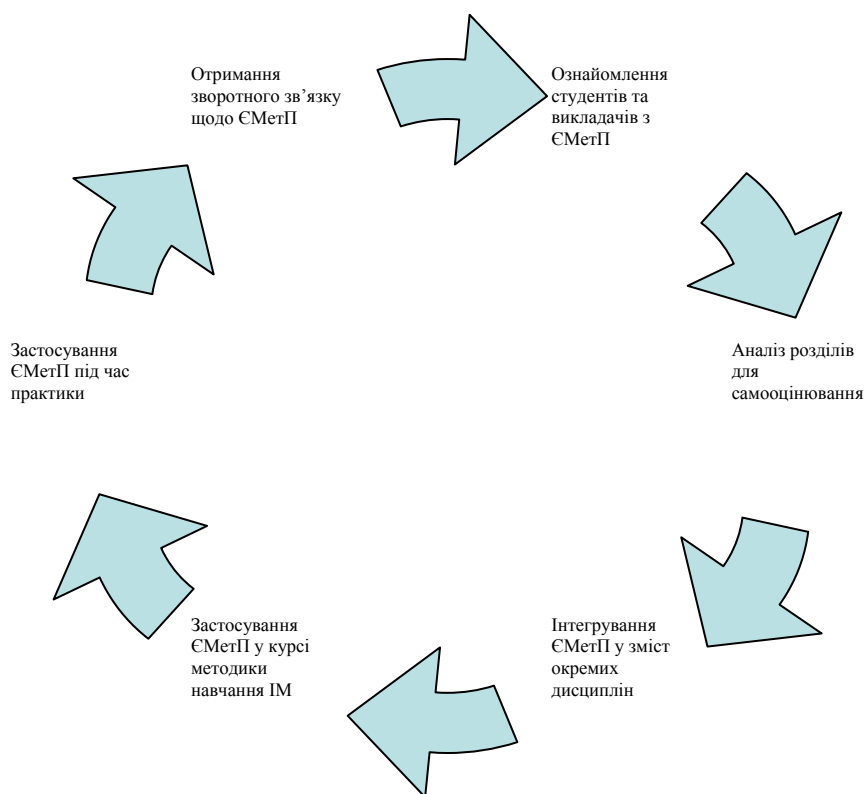 Отримання
зворотного зв’язку
щодо ЄМетП
Ознайомлення
студентів та
викладачів з
ЄМетП
Аналіз розділів
для
самооцінювання
Інтегрування
ЄМетП у зміст
окремих
дисциплін
Застосування
ЄМетП у курсі
методики
навчання ІМ
Застосування
ЄМетП під час
практики